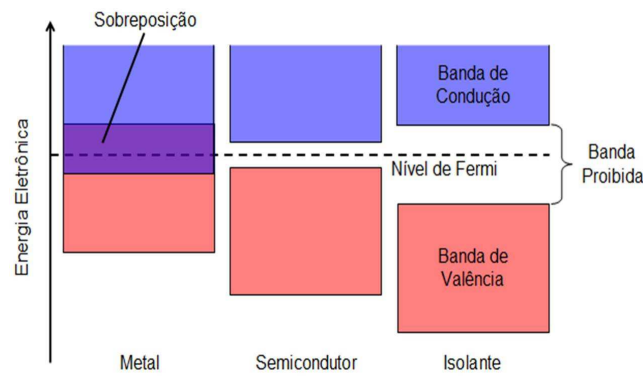 Sobreposição
Energia Eletrônica
Banda de
Condução
Nível de Fermi
Banda
Proibida
Banda de
Valência
Metal
Semicondutor
Isolante